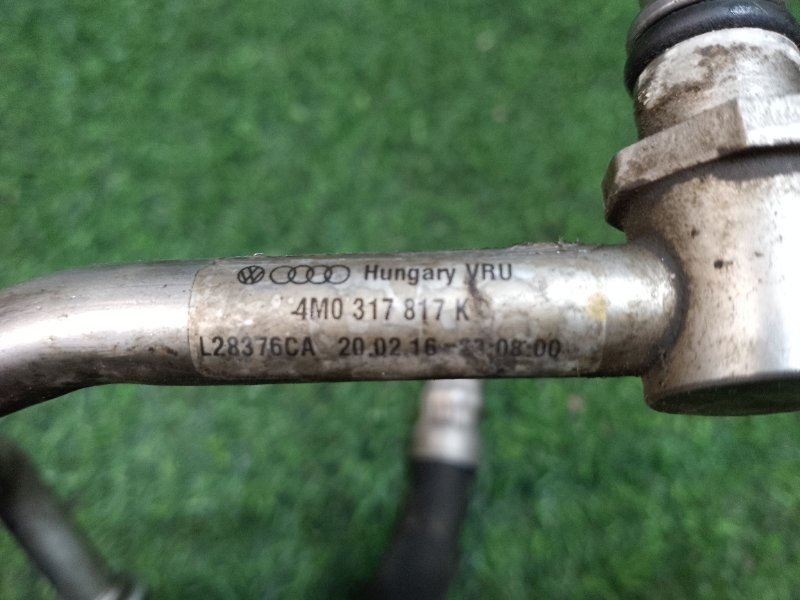 Hungary VRU
4M0 317 817 K
L28376CA 20.02.16 23:08:00